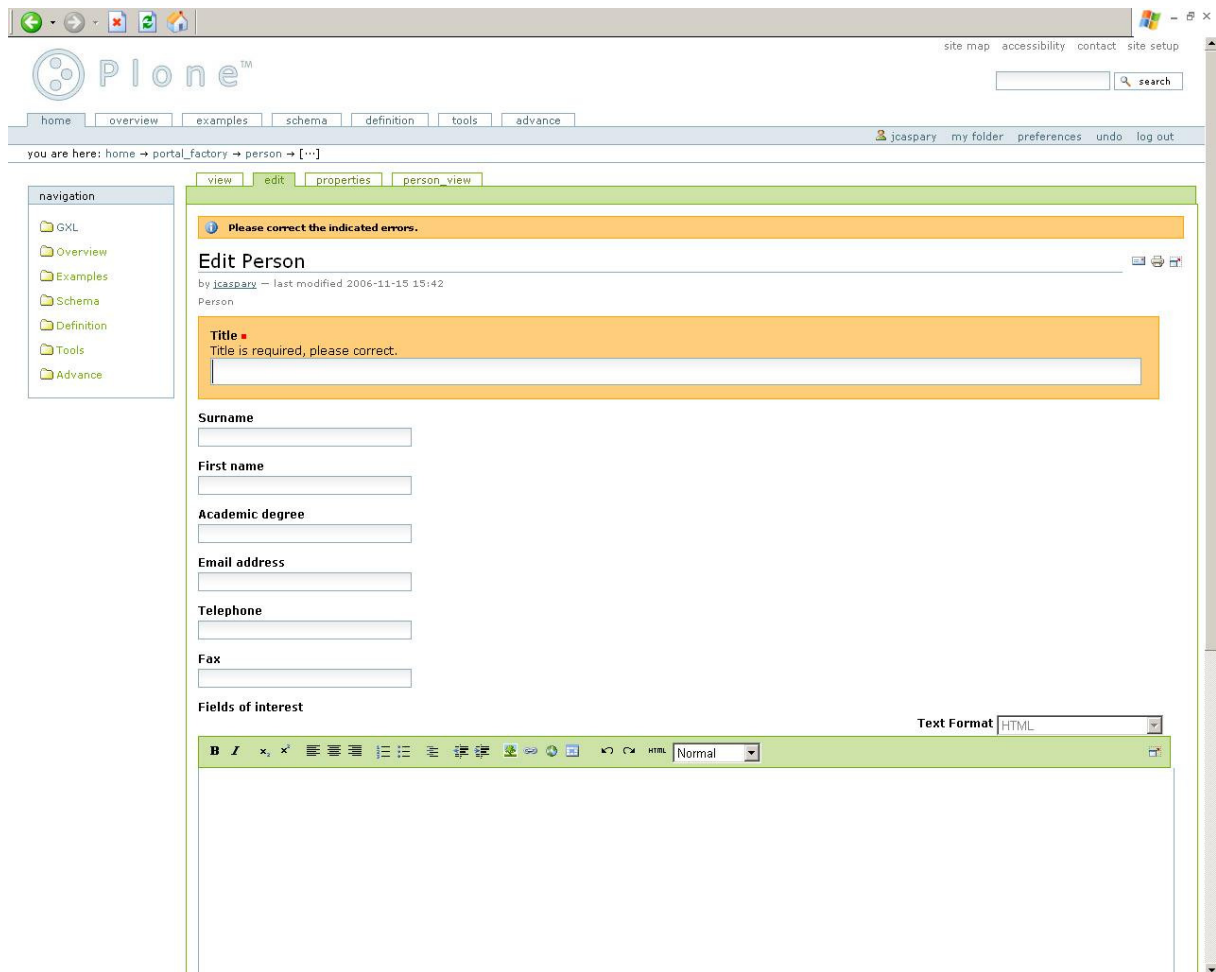 site map accessibility contact site setup
Plone™
search
home overview examples schema definition tools advance
jcaspary my folder preferences undo log out
you are here: home → portal_factory → person → [···]
view edit properties person_view
navigation
GXL
Overview
Examples
Schema
Definition
Tools
Advance
Please correct the indicated errors.
Edit Person
by jcaspary — last modified 2006-11-15 15:42
Person
Title
Title is required, please correct.
Surname
First name
Academic degree
Email address
Telephone
Fax
Fields of interest
Text Format HTML
B I x₂ x² HTML Normal